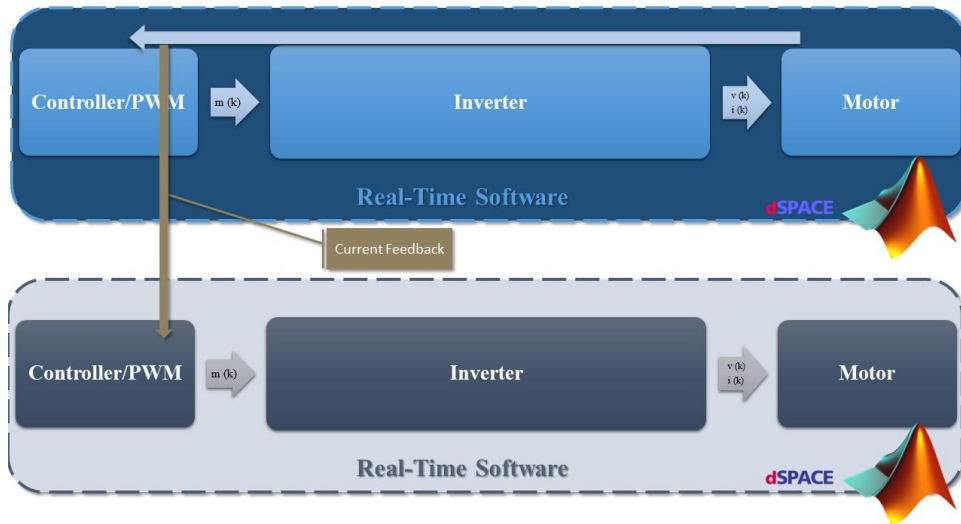 Controller/PWM
m (k)
Inverter
v (k)
i (k)
Motor
Real-Time Software
dSPACE
Current Feedback
Controller/PWM
m (k)
Inverter
v (k)
i (k)
Motor
Real-Time Software
dSPACE